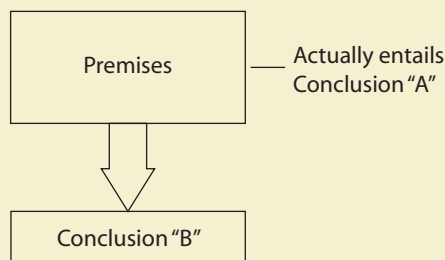 Premises
Actually entails
Conclusion "A"
Conclusion "B"